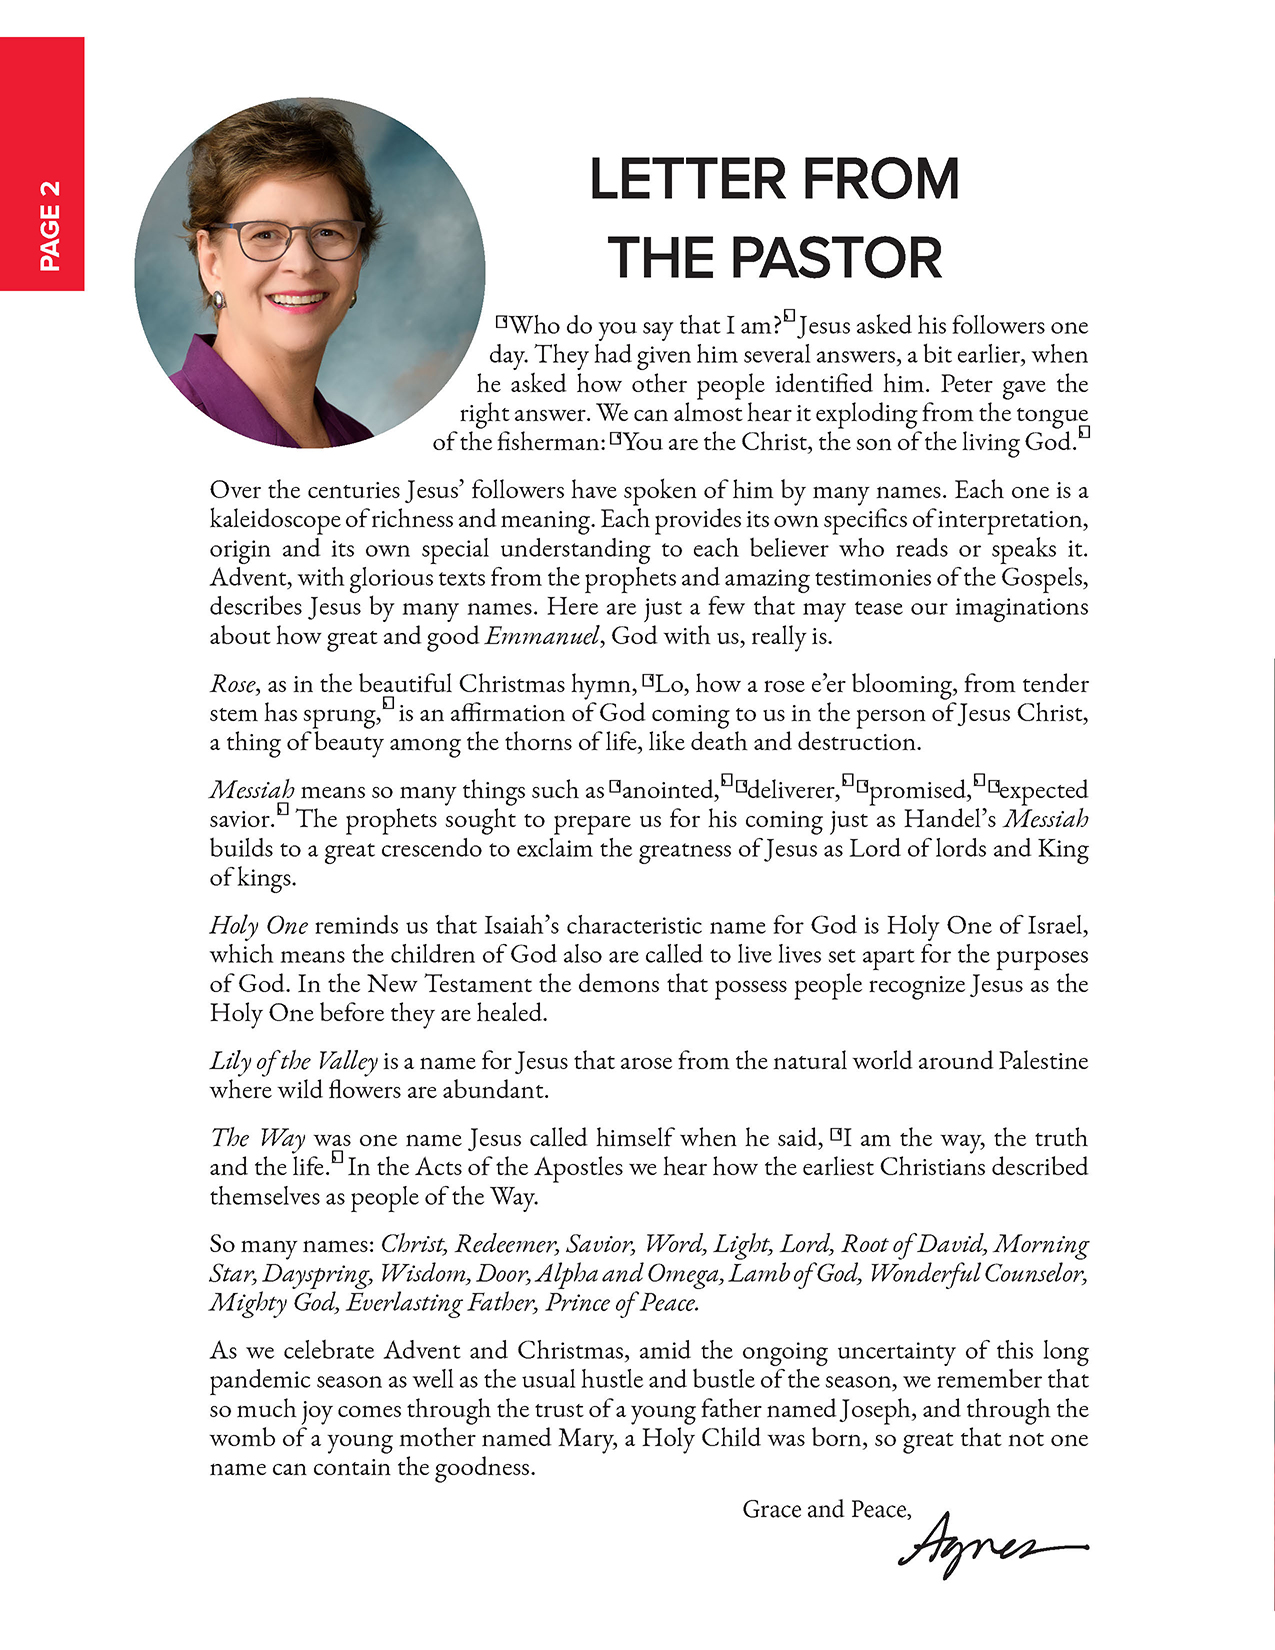 PAGE 2
LETTER FROM
THE PASTOR
“Who do you say that I am?” Jesus asked his followers one
day. They had given him several answers, a bit earlier, when
he asked how other people identified him. Peter gave the
right answer. We can almost hear it exploding from the tongue
of the fisherman: “You are the Christ, the son of the living God.”
Over the centuries Jesus’ followers have spoken of him by many names. Each one is a
kaleidoscope of richness and meaning. Each provides its own specifics of interpretation,
origin and its own special understanding to each believer who reads or speaks it.
Advent, with glorious texts from the prophets and amazing testimonies of the Gospels,
describes Jesus by many names. Here are just a few that may tease our imaginations
about how great and good Emmanuel, God with us, really is.
Rose, as in the beautiful Christmas hymn, “Lo, how a rose e’er blooming, from tender
stem has sprung,” is an affirmation of God coming to us in the person of Jesus Christ,
a thing of beauty among the thorns of life, like death and destruction.
Messiah means so many things such as “anointed,” “deliverer,” “promised,” “expected
savior.” The prophets sought to prepare us for his coming just as Handel’s Messiah
builds to a great crescendo to exclaim the greatness of Jesus as Lord of lords and King
of kings.
Holy One reminds us that Isaiah’s characteristic name for God is Holy One of Israel,
which means the children of God also are called to live lives set apart for the purposes
of God. In the New Testament the demons that possess people recognize Jesus as the
Holy One before they are healed.
Lily of the Valley is a name for Jesus that arose from the natural world around Palestine
where wild flowers are abundant.
The Way was one name Jesus called himself when he said, “I am the way, the truth
and the life.” In the Acts of the Apostles we hear how the earliest Christians described
themselves as people of the Way.
So many names: Christ, Redeemer, Savior, Word, Light, Lord, Root of David, Morning
Star, Dayspring, Wisdom, Door, Alpha and Omega, Lamb of God, Wonderful Counselor,
Mighty God, Everlasting Father, Prince of Peace.
As we celebrate Advent and Christmas, amid the ongoing uncertainty of this long
pandemic season as well as the usual hustle and bustle of the season, we remember that
so much joy comes through the trust of a young father named Joseph, and through the
womb of a young mother named Mary, a Holy Child was born, so great that not one
name can contain the goodness.
Grace and Peace,
Agnes